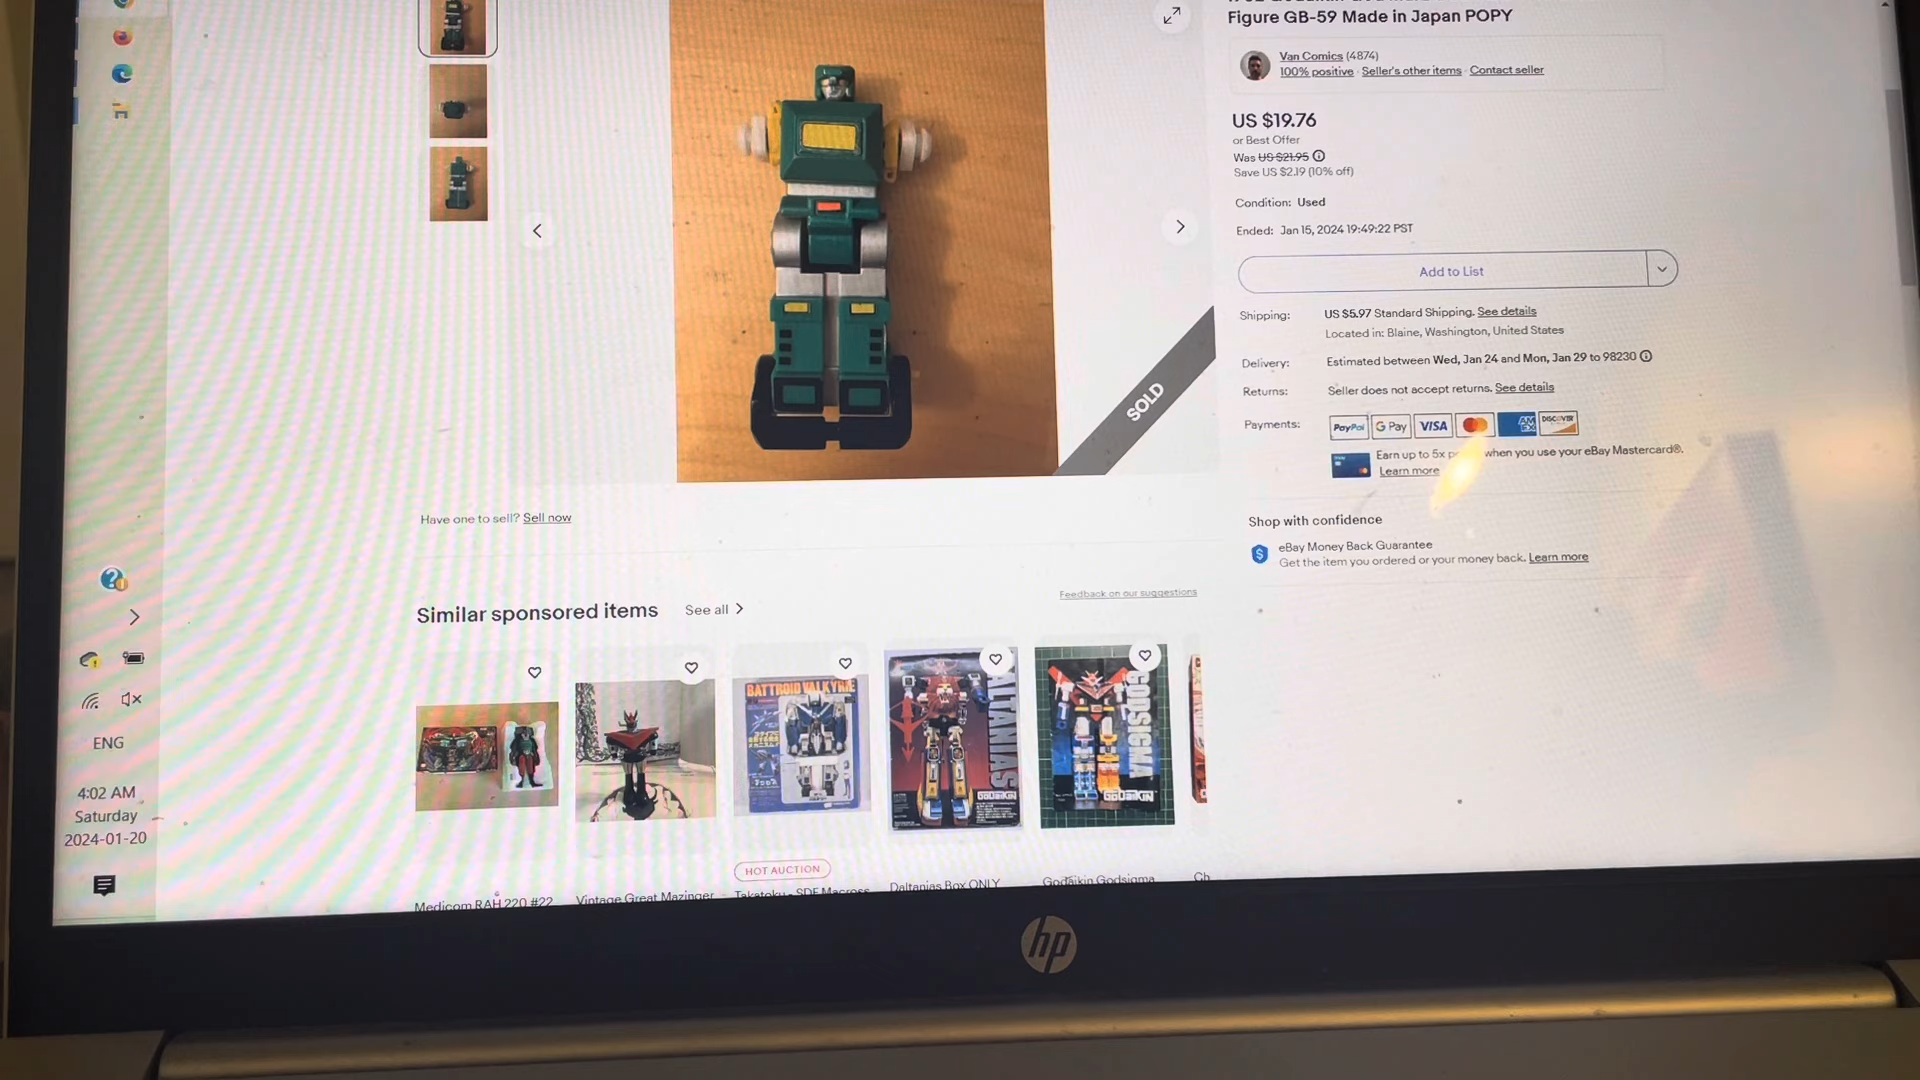 Figure GB-59 Made in Japan POPY
Van Comics (4874)
100% positive · Seller's other items · Contact seller
US $19.76
or Best Offer
Was US $21.95
Save US $2.19 (10% off)
Condition: Used
Ended: Jan 15, 2024 19:49:22 PST
Add to List
Shipping: US $5.97 Standard Shipping. See details
Located in: Blaine, Washington, United States
Delivery: Estimated between Wed, Jan 24 and Mon, Jan 29 to 98230
Returns: Seller does not accept returns. See details
Payments: PayPal G Pay VISA AM EX DISCOVER
Earn up to 5x when you use your eBay Mastercard®.
Learn more
SOLD
Have one to sell? Sell now
Shop with confidence
eBay Money Back Guarantee
Get the item you ordered or your money back. Learn more
Feedback on our suggestions
Similar sponsored items See all
BATTROID VALKYRIE
DALTANIAS
GODAIKIN
GODSIGMA
GODAIKIN
HOT AUCTION
Medicom RAH 220 #22
Vintage Great Mazinger
Takatoku - SDF Macross
Daltanias Box ONLY
Godaikin Godsigma
ENG
4:02 AM
Saturday
2024-01-20
hp